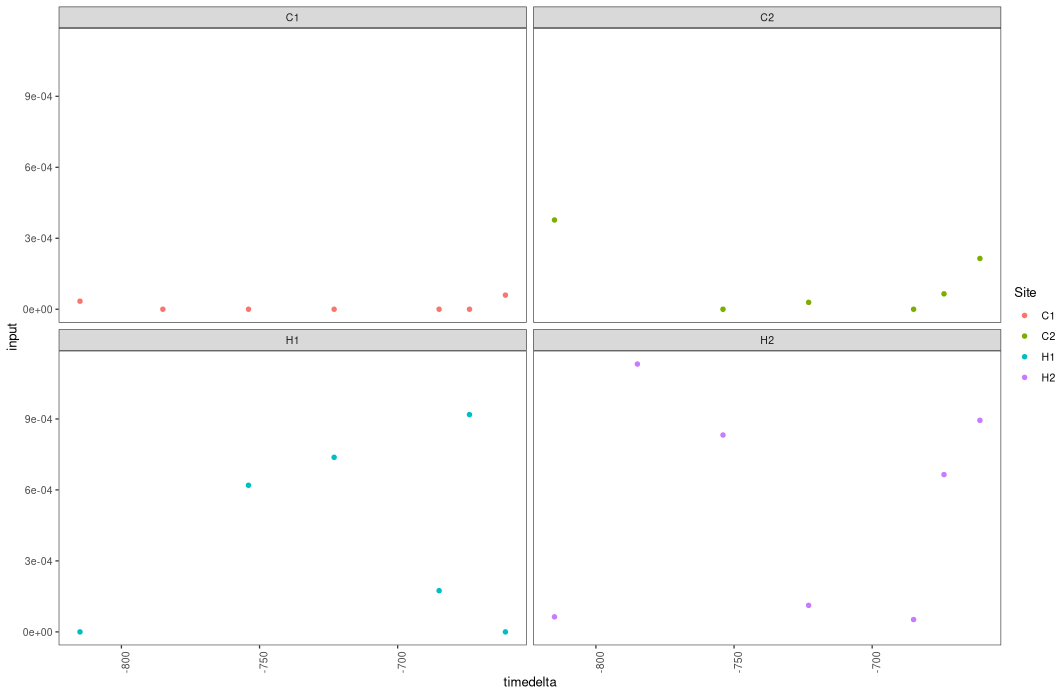 C1
C2
9e-04
6e-04
3e-04
0e+00
H1
H2
9e-04
6e-04
3e-04
0e+00
-800
-750
-700
-800
-750
-700
timedelta
input
Site
C1
C2
H1
H2